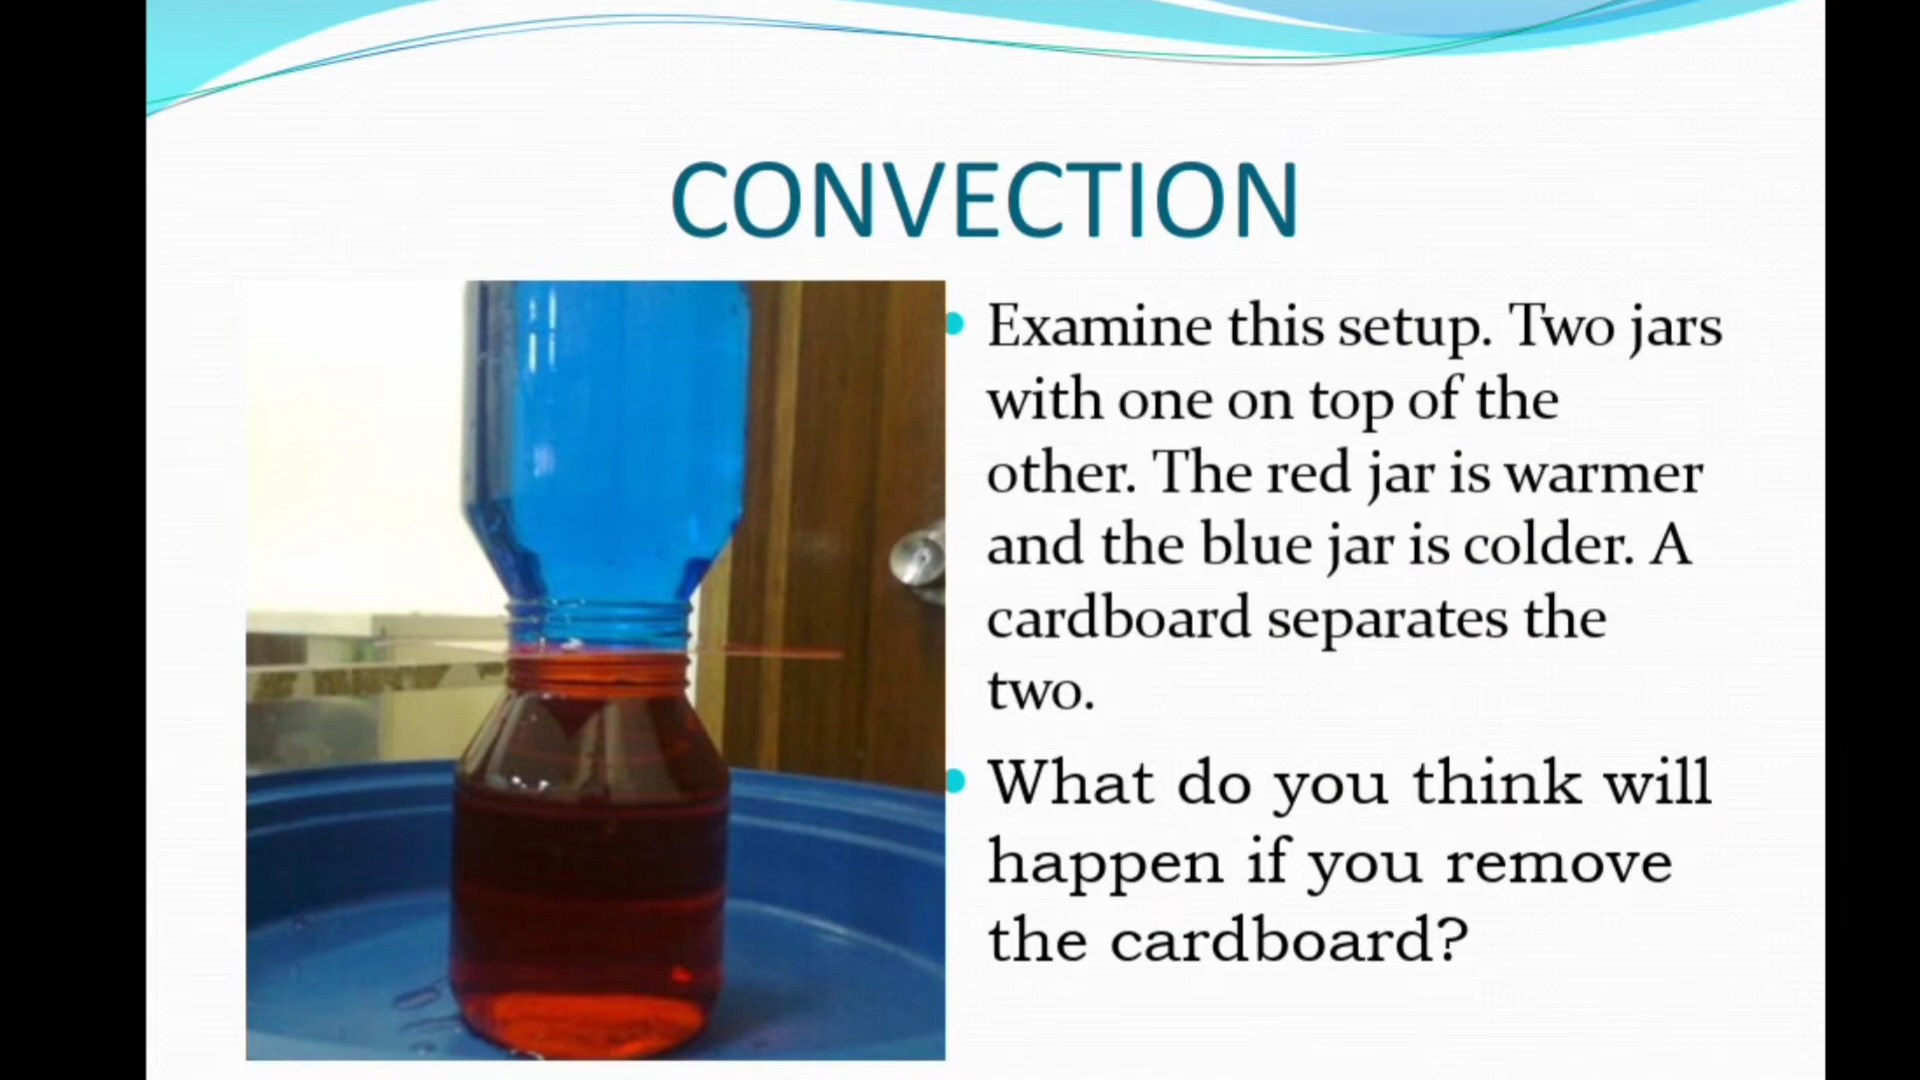 CONVECTION
Examine this setup. Two jars
with one on top of the
other. The red jar is warmer
and the blue jar is colder. A
cardboard separates the
two.
What do you think will
happen if you remove
the cardboard?